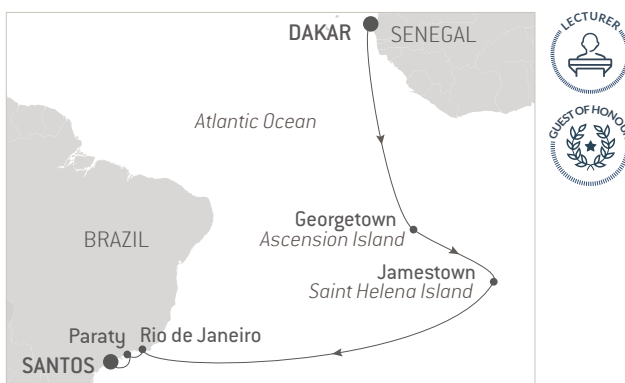 DAKAR
SENEGAL
LECTURER
Atlantic Ocean
GUEST OF HONOUR
Georgetown
Ascension Island
BRAZIL
Jamestown
Saint Helena Island
Paraty
Rio de Janeiro
SANTOS